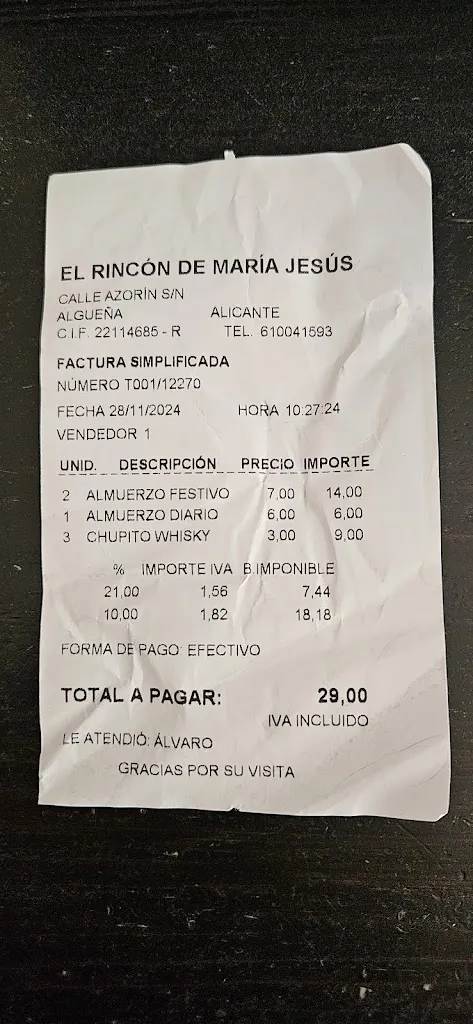 EL RINCÓN DE MARÍA JESÚS
CALLE AZORÍN S/N
ALGUEÑA ALICANTE
C.I.F. 22114685 - R TEL. 610041593
FACTURA SIMPLIFICADA
NÚMERO T001/12270
FECHA 28/11/2024 HORA 10:27:24
VENDEDOR 1
UNID. DESCRIPCIÓN PRECIO IMPORTE
2 ALMUERZO FESTIVO 7,00 14,00
1 ALMUERZO DIARIO 6,00 6,00
3 CHUPITO WHISKY 3,00 9,00
% IMPORTE IVA B.IMPONIBLE
21,00 1,56 7,44
10,00 1,82 18,18
FORMA DE PAGO: EFECTIVO
TOTAL A PAGAR: 29,00
IVA INCLUIDO
LE ATENDIÓ: ÁLVARO
GRACIAS POR SU VISITA